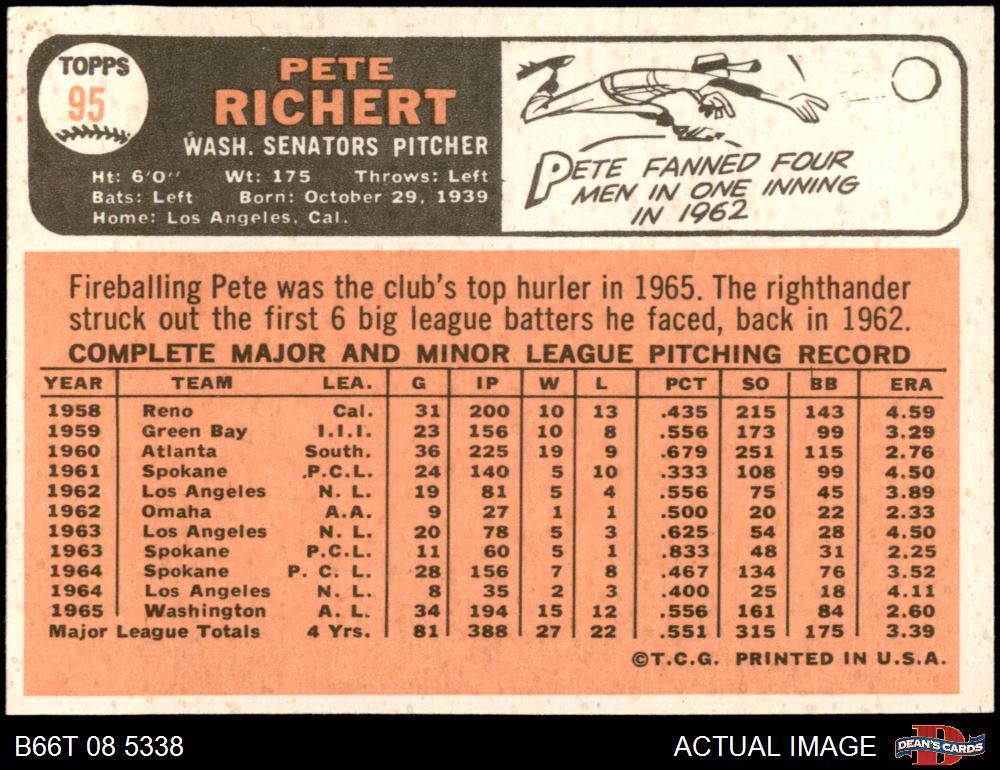 TOPPS
95
PETE
RICHERT
WASH. SENATORS PITCHER
Ht: 6'0" Wt: 175 Throws: Left
Bats: Left Born: October 29, 1939
Home: Los Angeles, Cal.
PETE FANNED FOUR
MEN IN ONE INNING
IN 1962
Fireballing Pete was the club's top hurler in 1965. The righthander
struck out the first 6 big league batters he faced, back in 1962.
COMPLETE MAJOR AND MINOR LEAGUE PITCHING RECORD
YEAR TEAM LEA. G IP W L PCT SO BB ERA
1958 Reno Cal. 31 200 10 13 .435 215 143 4.59
1959 Green Bay I.I.I. 23 156 10 8 .556 173 99 3.29
1960 Atlanta South. 36 225 19 9 .679 251 115 2.76
1961 Spokane P.C.L. 24 140 5 10 .333 108 99 4.50
1962 Los Angeles N. L. 19 81 5 4 .556 75 45 3.89
1962 Omaha A.A. 9 27 1 1 .500 20 22 2.33
1963 Los Angeles N. L. 20 78 5 3 .625 54 28 4.50
1963 Spokane P.C.L. 11 60 5 1 .833 48 31 2.25
1964 Spokane P. C. L. 28 156 7 8 .467 134 76 3.52
1964 Los Angeles N. L. 8 35 2 3 .400 25 18 4.11
1965 Washington A. L. 34 194 15 12 .556 161 84 2.60
Major League Totals 4 Yrs. 81 388 27 22 .551 315 175 3.39
©T.C.G. PRINTED IN U.S.A.
B66T 08 5338 ACTUAL IMAGE
DEAN'S CARDS